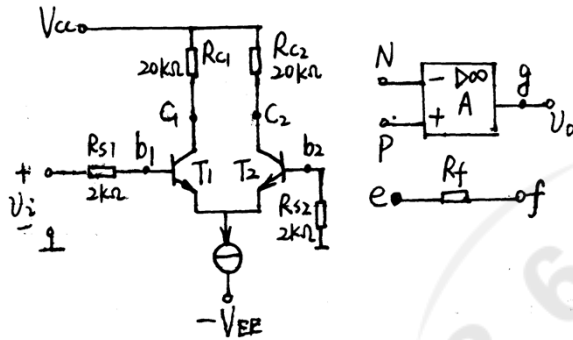 Vcc
Rc1
20kΩ
Rc2
20kΩ
C1
C2
Rs1
2kΩ
b1
T1
T2
b2
Rs2
2kΩ
+
Vi
-
-VEE
N
P
- ▷∞
+ A
g
Vo
e
Rf
f